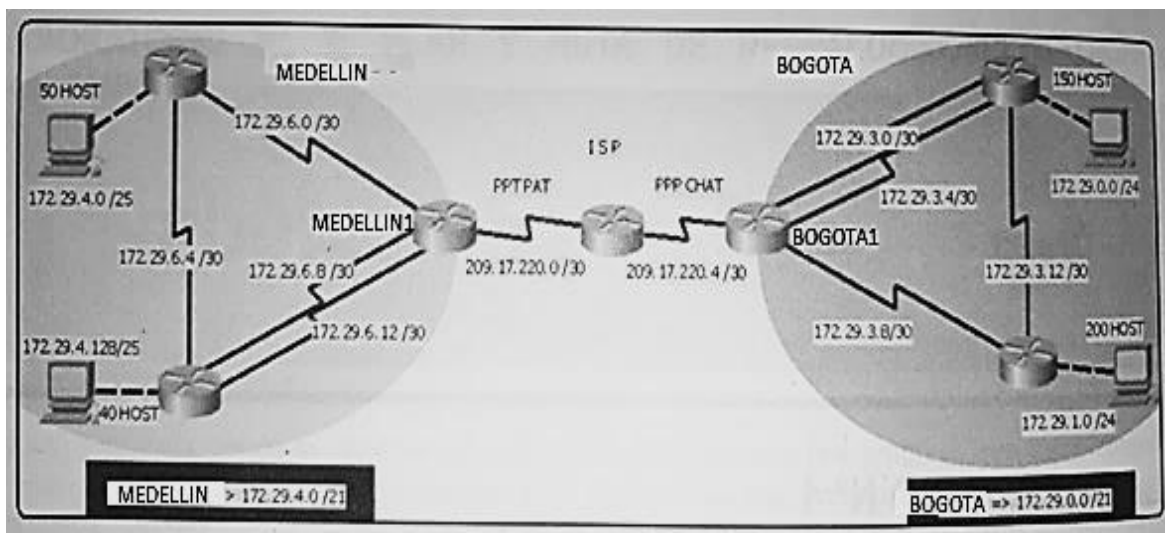 MEDELLIN
50 HOST
172.29.6.0 /30
172.29.4.0 /25
MEDELLIN1
172.29.6.4 /30
172.29.6.8 /30
172.29.6.12 /30
172.29.4.128/25
40 HOST
MEDELLIN > 172.29.4.0 /21
ISP
PPT PAT
PPP CHAT
209.17.220.0 /30
209.17.220.4 /30
BOGOTA
150 HOST
172.29.3.0 /30
172.29.3.4/30
172.29.0.0 /24
BOGOTA1
172.29.3.12 /30
172.29.3.8/30
200 HOST
172.29.1.0 /24
BOGOTA => 172.29.0.0 /21